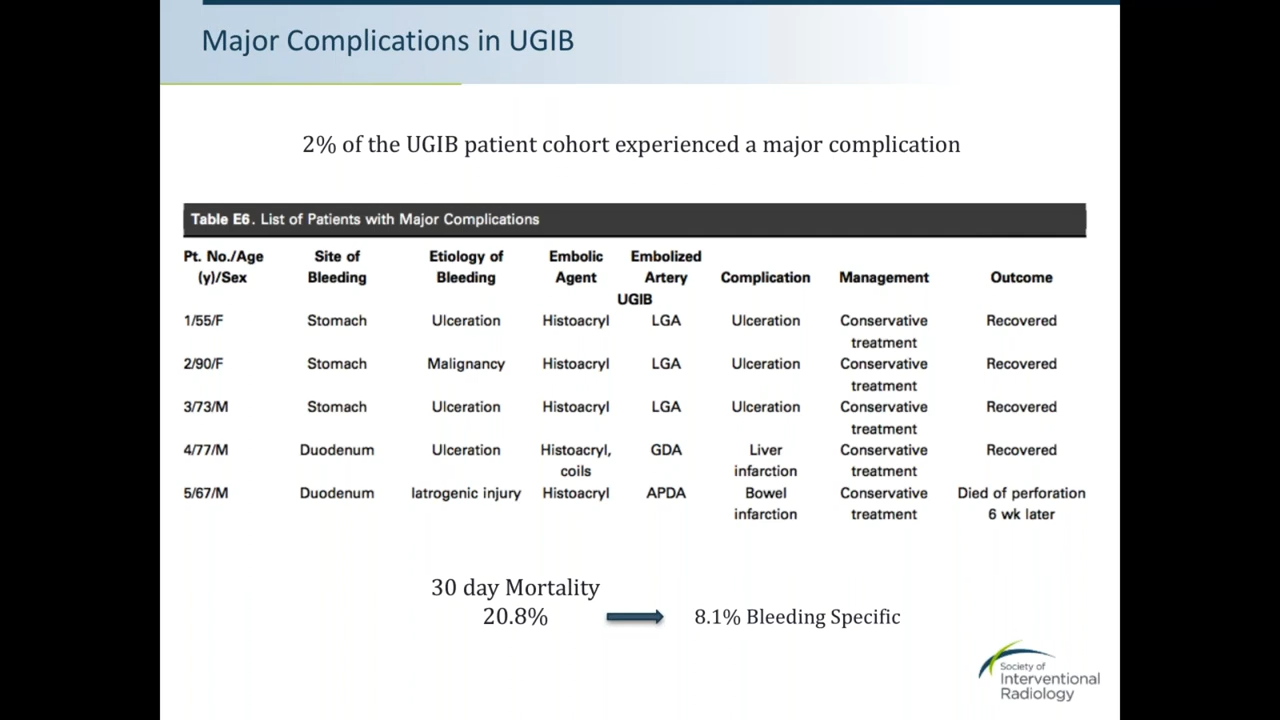 Major Complications in UGIB
2% of the UGIB patient cohort experienced a major complication
Table E6. List of Patients with Major Complications
Pt. No./Age Site of Etiology of Embolic Embolized
(y)/Sex Bleeding Bleeding Agent Artery Complication Management Outcome
UGIB
1/55/F Stomach Ulceration Histoacryl LGA Ulceration Conservative Recovered
treatment
2/90/F Stomach Malignancy Histoacryl LGA Ulceration Conservative Recovered
treatment
3/73/M Stomach Ulceration Histoacryl LGA Ulceration Conservative Recovered
treatment
4/77/M Duodenum Ulceration Histoacryl, GDA Liver Conservative Recovered
coils infarction treatment
5/67/M Duodenum Iatrogenic injury Histoacryl APDA Bowel Conservative Died of perforation
infarction treatment 6 wk later
30 day Mortality
20.8% 8.1% Bleeding Specific
Society of
Interventional
Radiology